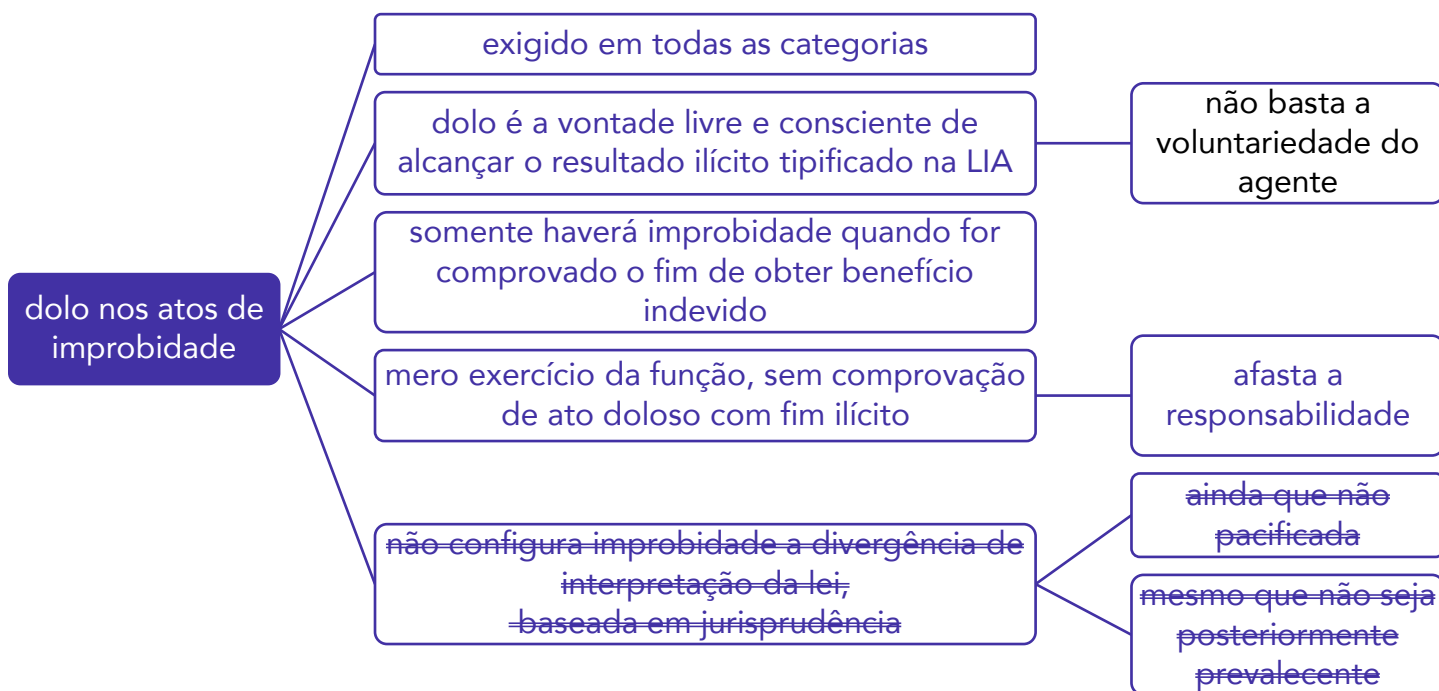 exigido em todas as categorias
dolo é a vontade livre e consciente de
alcançar o resultado ilícito tipificado na LIA
não basta a
voluntariedade do
agente
somente haverá improbidade quando for
comprovado o fim de obter benefício
indevido
dolo nos atos de
improbidade
mero exercício da função, sem comprovação
de ato doloso com fim ilícito
afasta a
responsabilidade
não configura improbidade a divergência de
interpretação da lei,
baseada em jurisprudência
ainda que não
pacificada
mesmo que não seja
posteriormente
prevalecente